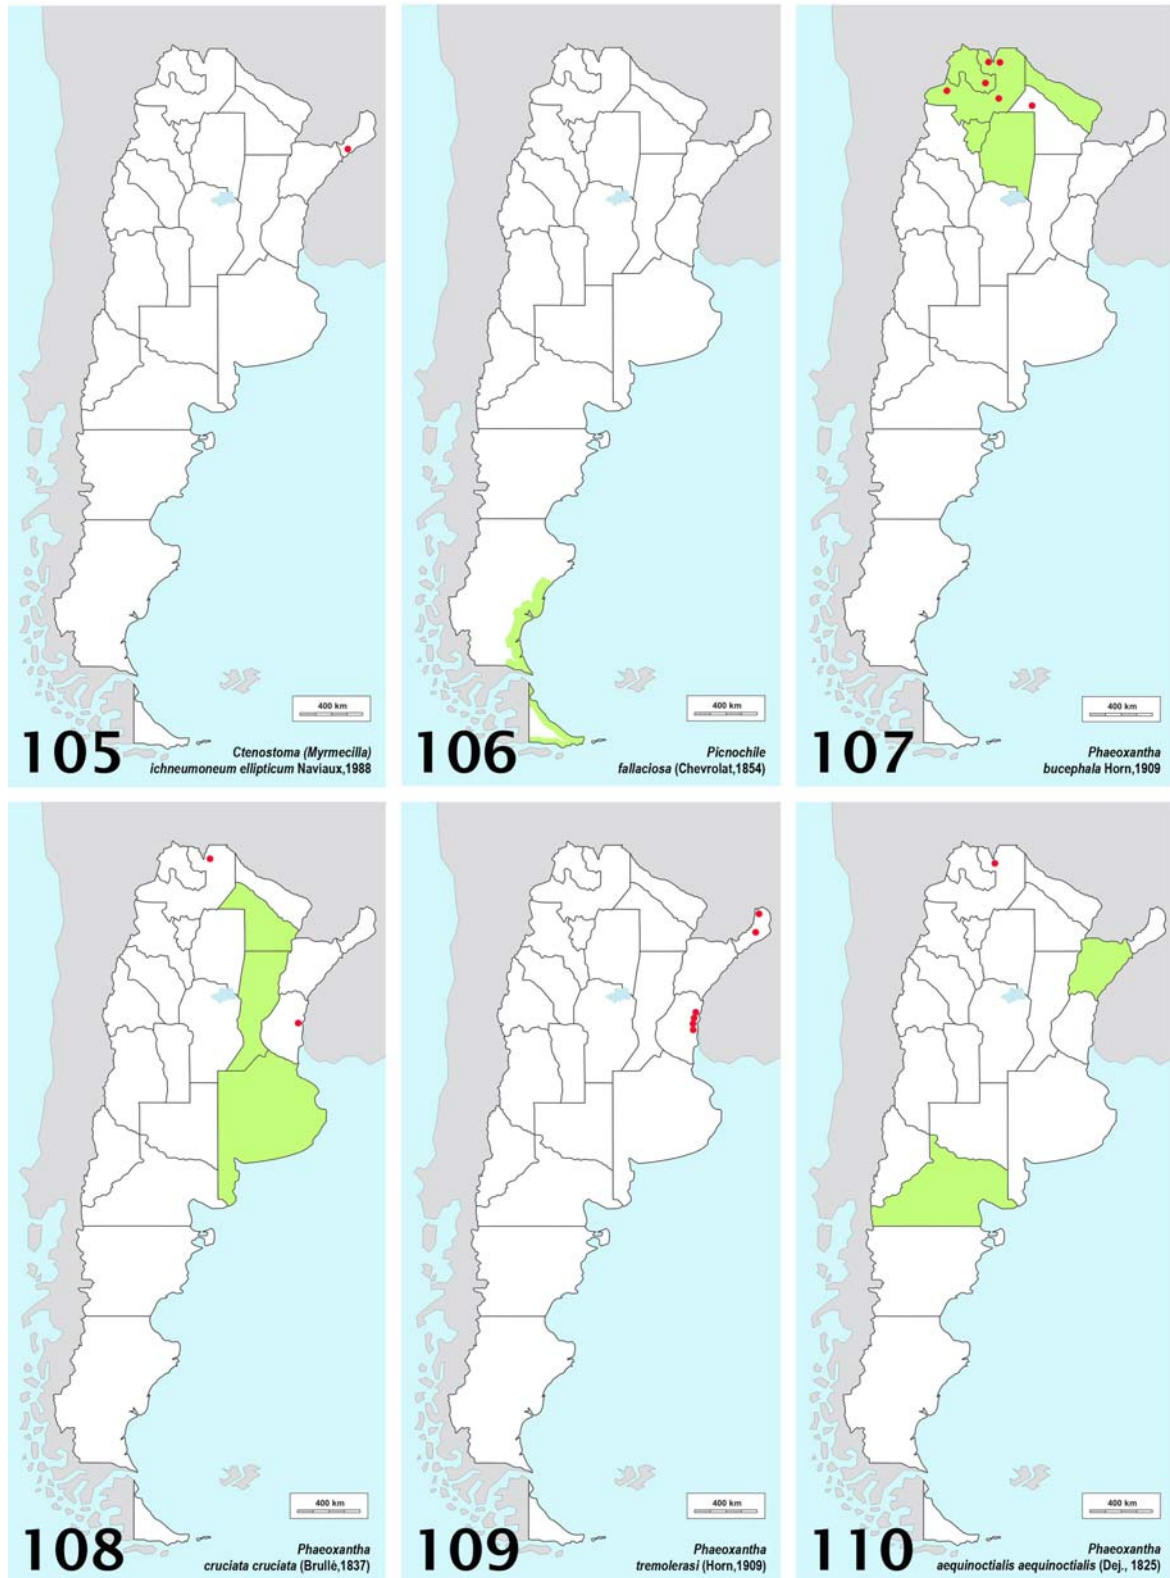 400 km
105
Ctenostoma (Myrmecilla)
ichneumoneum ellipticum Naviaux,1988
400 km
106
Picnochile
fallaciosa (Chevrolat,1854)
400 km
107
Phaeoxantha
bucephala Horn,1909
400 km
108
Phaeoxantha
cruciata cruciata (Brullè,1837)
400 km
109
Phaeoxantha
tremolerasi (Horn,1909)
400 km
110
Phaeoxantha
aequinoctialis aequinoctialis (Dej., 1825)